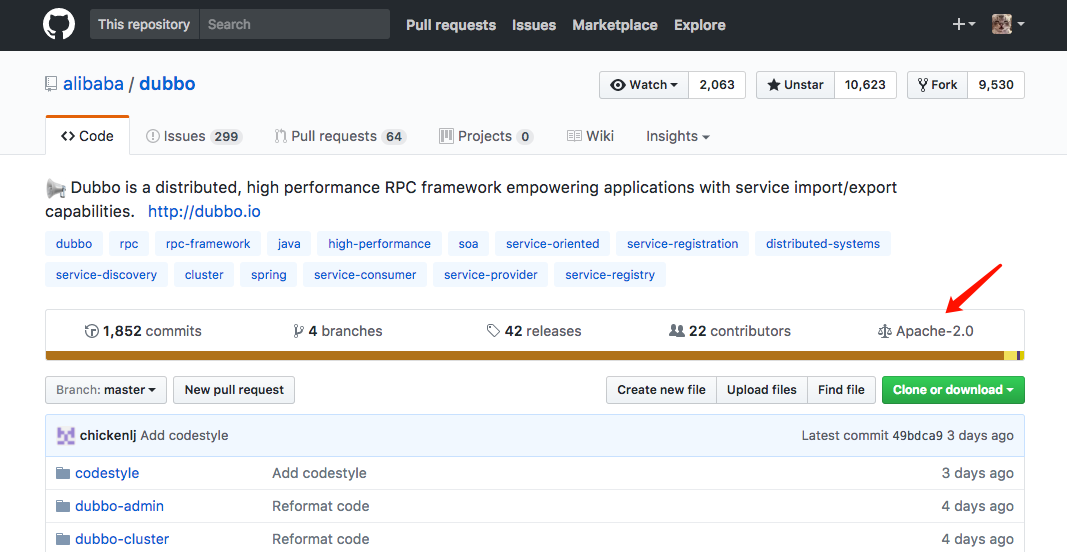 This repository Search Pull requests Issues Marketplace Explore
alibaba / dubbo Watch 2,063 Unstar 10,623 Fork 9,530
Code Issues 299 Pull requests 64 Projects 0 Wiki Insights
Dubbo is a distributed, high performance RPC framework empowering applications with service import/export
capabilities. http://dubbo.io
dubbo rpc rpc-framework java high-performance soa service-oriented service-registration distributed-systems
service-discovery cluster spring service-consumer service-provider service-registry
1,852 commits 4 branches 42 releases 22 contributors Apache-2.0
Branch: master New pull request Create new file Upload files Find file Clone or download
chickenlj Add codestyle Latest commit 49bdca9 3 days ago
codestyle Add codestyle 3 days ago
dubbo-admin Reformat code 4 days ago
dubbo-cluster Reformat code 4 days ago